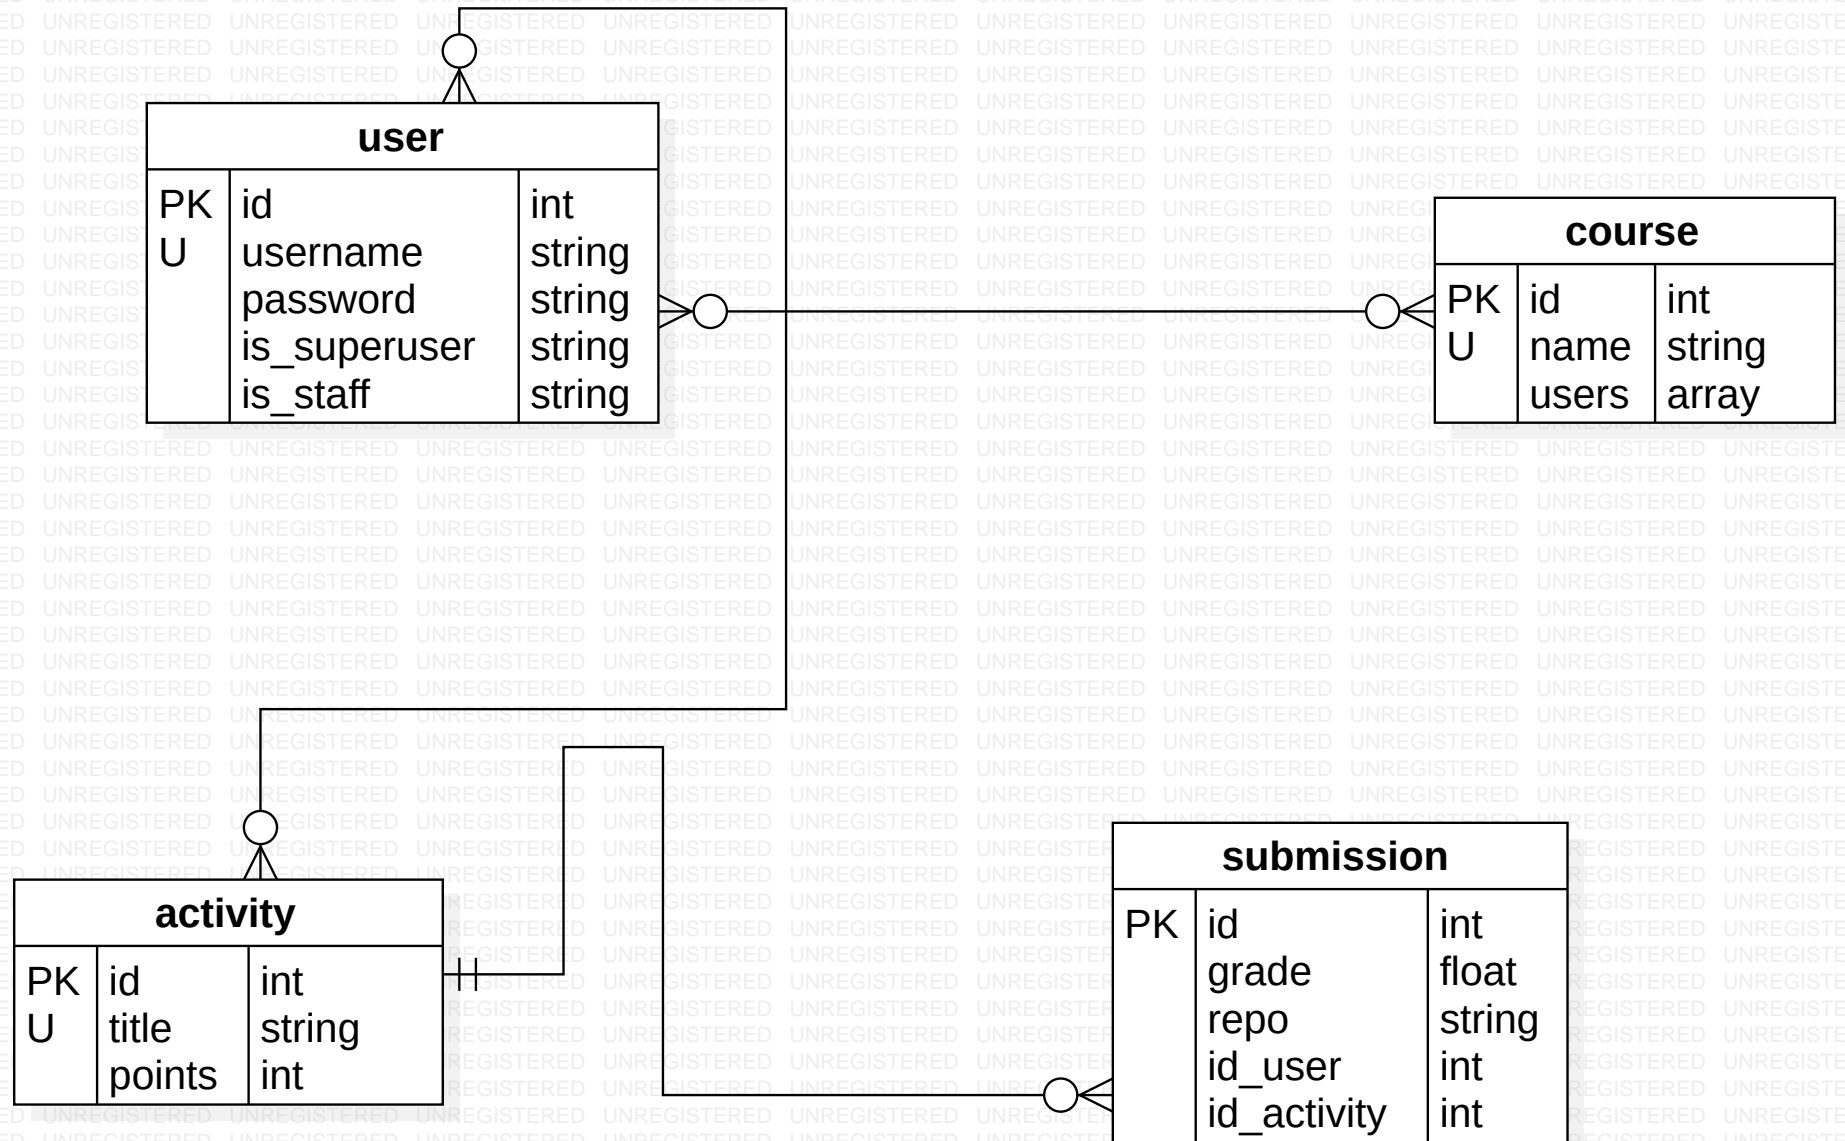 user
PK id int
U username string
password string
is_superuser string
is_staff string
course
PK id int
U name string
users array
activity
PK id int
U title string
points int
submission
PK id int
grade float
repo string
id_user int
id_activity int
UNREGISTERED